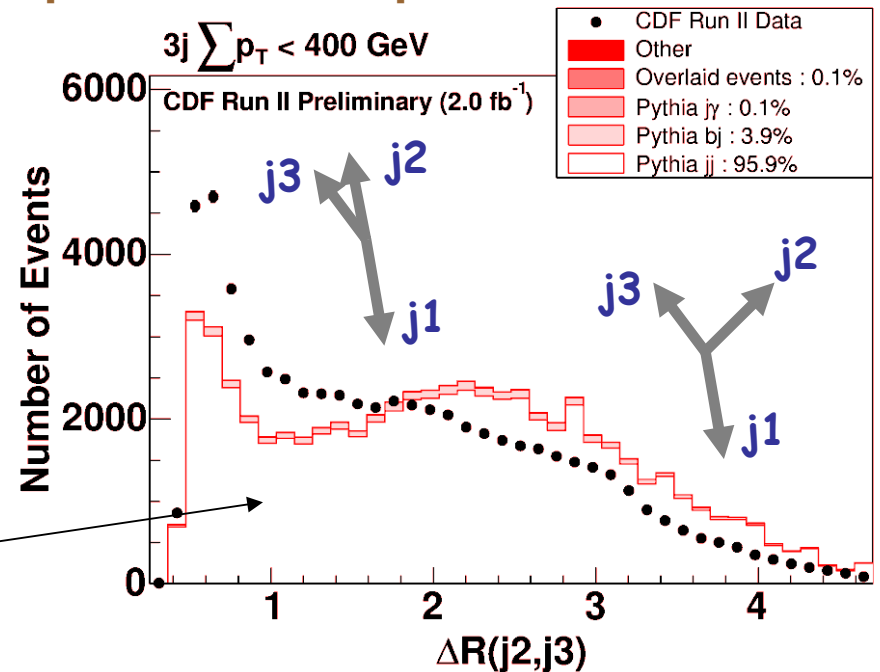 3j ∑p_T < 400 GeV
CDF Run II Data
Other
Overlaid events : 0.1%
Pythia jγ : 0.1%
Pythia bj : 3.9%
Pythia jj : 95.9%
CDF Run II Preliminary (2.0 fb⁻¹)
Number of Events
6000
4000
2000
0
j3
j2
j1
j3
j2
j1
1
2
3
4
ΔR(j2,j3)